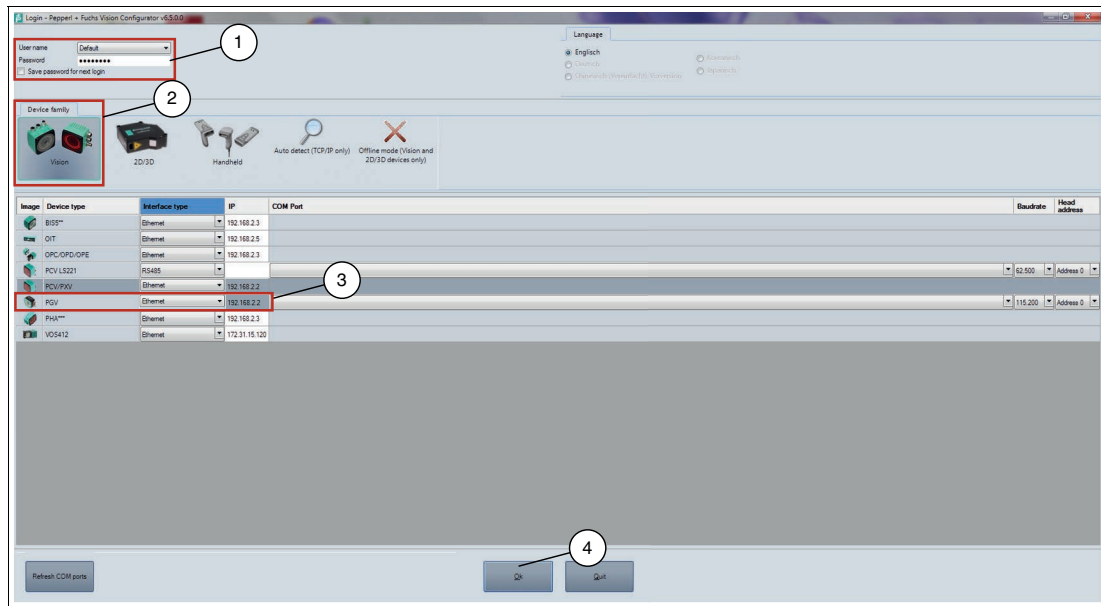 Login - Pepperl + Fuchs Vision Configurator v6.5.0.0
1
User name Default
Password ••••••••
Save password for next login
Language
Englisch
Deutsch
Japanisch
2
Device family
Vision
2D/3D
Handheld
Auto detect (TCP/IP only)
Offline mode (Vision and
2D/3D devices only)
Image Device type Interface type IP COM Port Baudrate Head address
BIS5** Ethernet 192.168.2.3
OIT Ethernet 192.168.2.5
OPC/OPD/OPE Ethernet 192.168.2.3
PCV LS221 RS485 62.500 Address 0
PCV/PXV Ethernet 192.168.2.2
3
PGV Ethernet 192.168.2.2 115.200 Address 0
PHA*** Ethernet 192.168.2.3
VOS412 Ethernet 172.31.15.120
4
Refresh COM ports
Ok
Quit